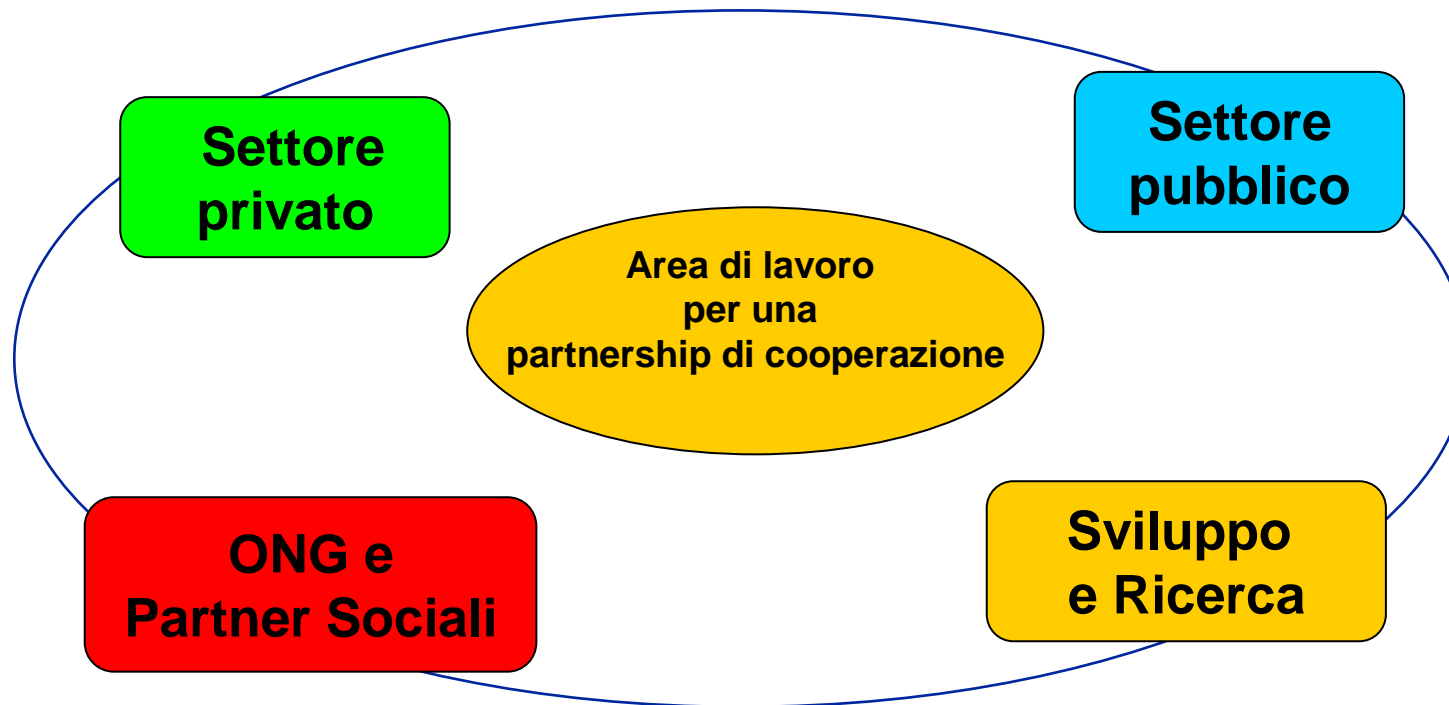 Settore
privato
Settore
pubblico
Area di lavoro
per una
partnership di cooperazione
ONG e
Partner Sociali
Sviluppo
e Ricerca